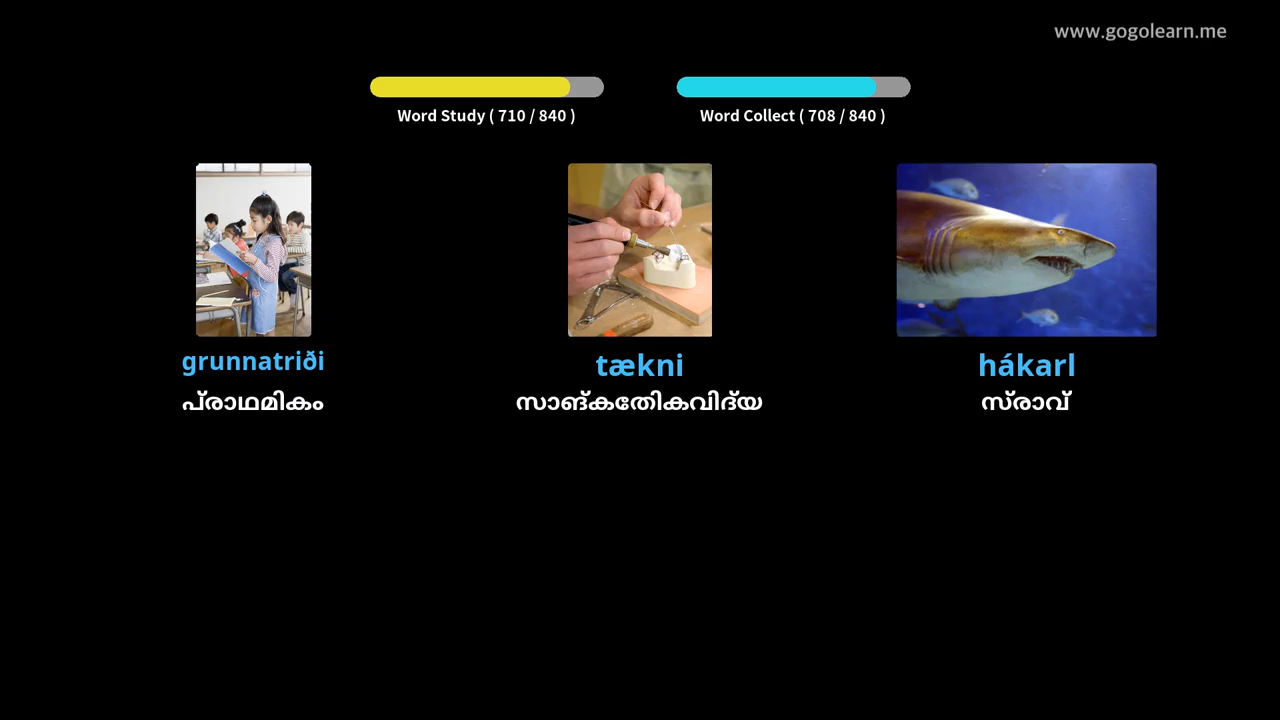 www.gogolearn.me
Word Study ( 710 / 840 )
Word Collect ( 708 / 840 )
grunnatriði
പ്രാഥമികം
tækni
സാങ്കേതികവിദ്യ
hákarl
സ്രാവ്